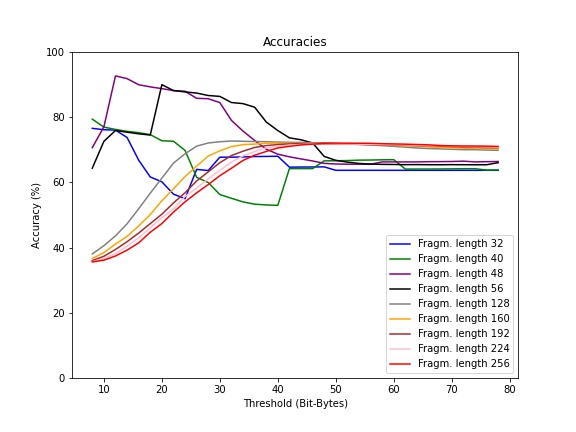 Accuracies
100
80
60
40
20
0
Accuracy (%)
10 20 30 40 50 60 70 80
Threshold (Bit-Bytes)
Fragm. length 32
Fragm. length 40
Fragm. length 48
Fragm. length 56
Fragm. length 128
Fragm. length 160
Fragm. length 192
Fragm. length 224
Fragm. length 256